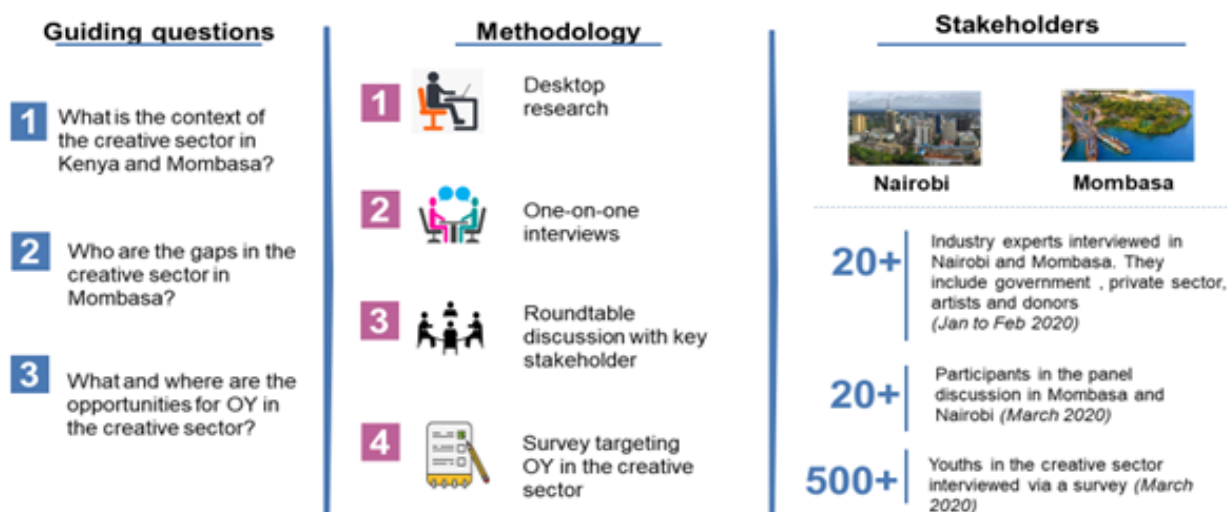 Guiding questions
1
What is the context of
the creative sector in
Kenya and Mombasa?
2
Who are the gaps in the
creative sector in
Mombasa?
3
What and where are the
opportunities for OY in
the creative sector?
Methodology
1
Desktop
research
2
One-on-one
interviews
3
Roundtable
discussion with key
stakeholder
4
Survey targeting
OY in the creative
sector
Stakeholders
Nairobi
Mombasa
20+
Industry experts interviewed in
Nairobi and Mombasa. They
include government , private sector,
artists and donors
(Jan to Feb 2020)
20+
Participants in the panel
discussion in Mombasa and
Nairobi (March 2020)
500+
Youths in the creative sector
interviewed via a survey (March
2020)